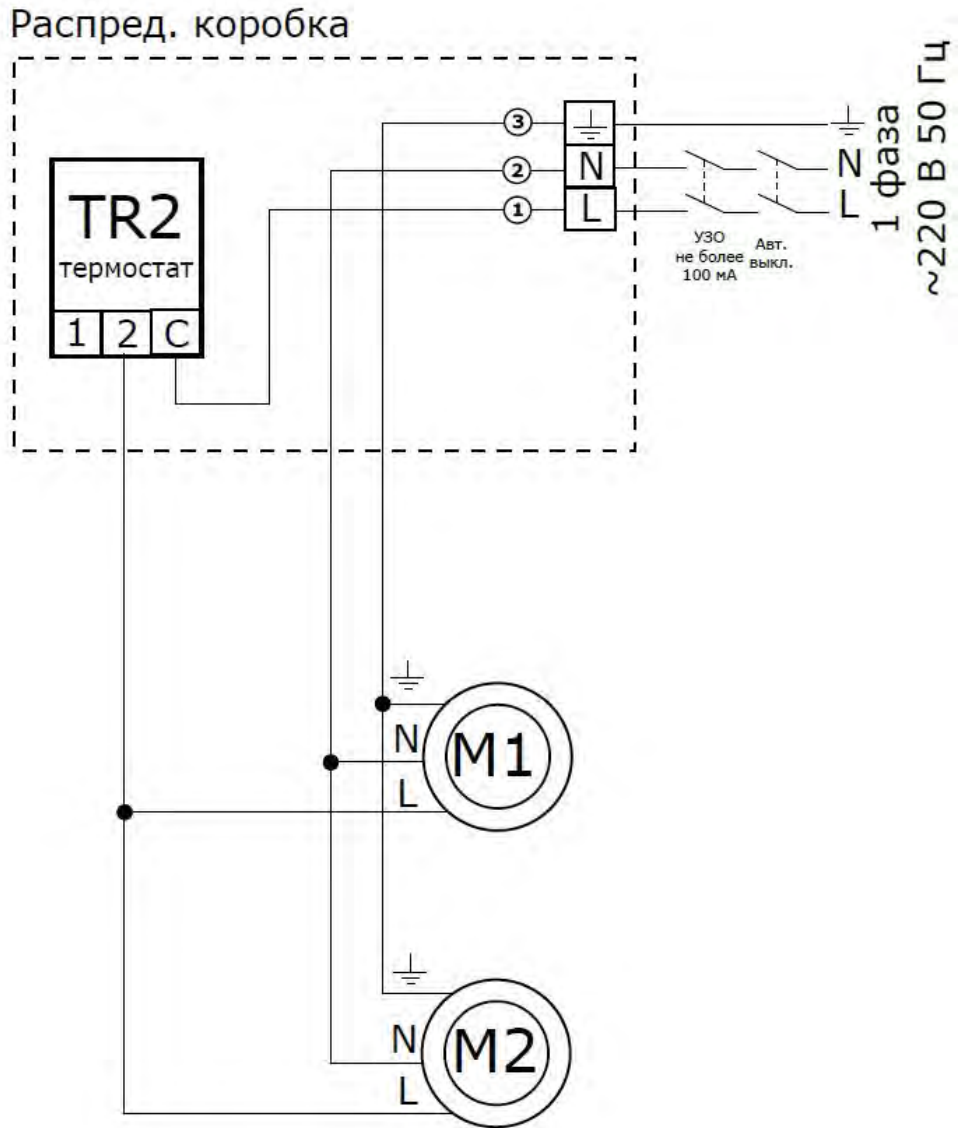 Распред. коробка
3
N
2
N
1
L
L
1 фаза
~220 В 50 Гц
УЗО
не более
100 мА
Авт.
выкл.
TR2
термостат
1 2 C
N
M1
L
N
M2
L